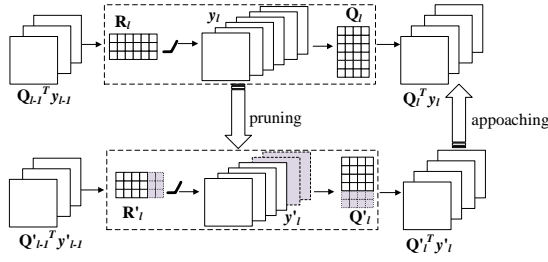 R_l
y_l
Q_l
Q_{l-1}^T y_{l-1}
Q_l^T y_l
pruning
appoaching
R'_l
y'_l
Q'_l
Q'_{l-1}^T y'_{l-1}
Q'_l^T y'_l